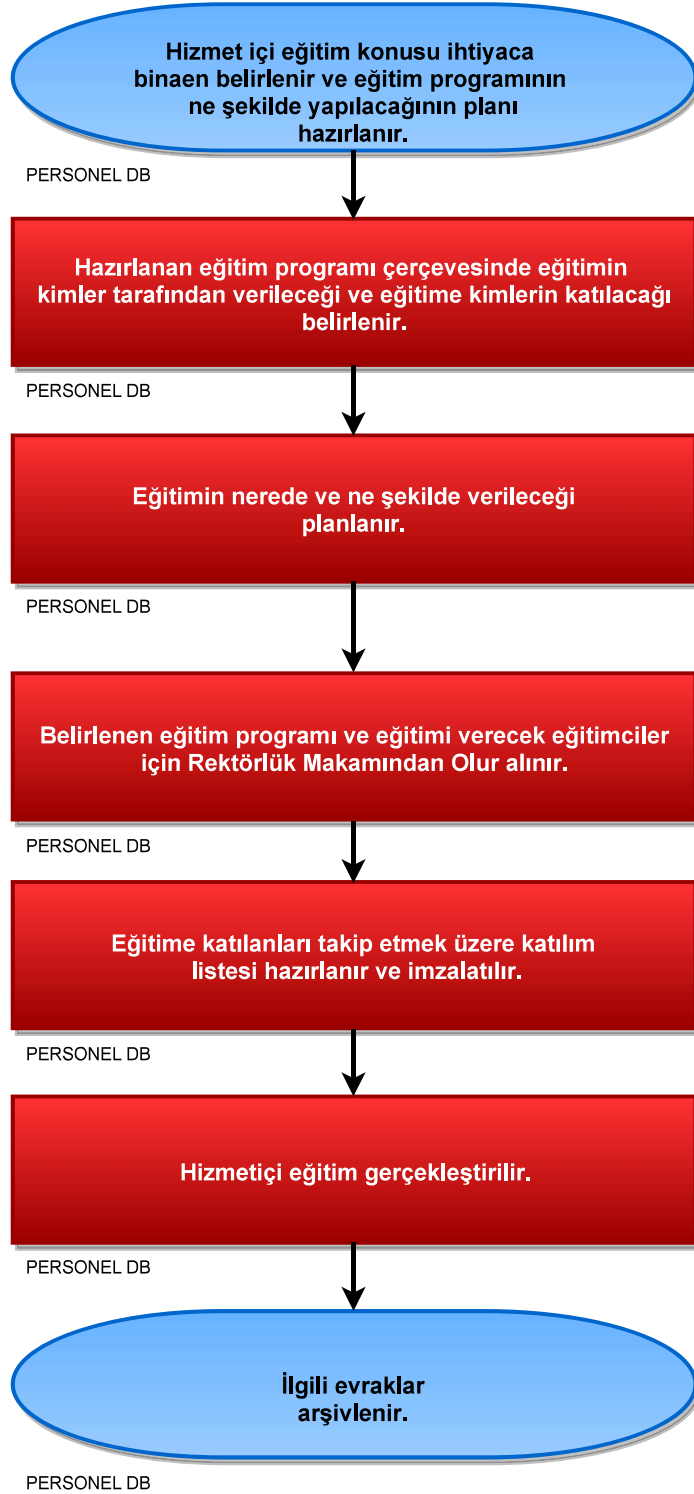 Hizmet içi eğitim konusu ihtiyaca
binaen belirlenir ve eğitim programının
ne şekilde yapılacağının planı
hazırlanır.
PERSONEL DB
Hazırlanan eğitim programı çerçevesinde eğitimin
kimler tarafından verileceği ve eğitime kimlerin katılacağı
belirlenir.
PERSONEL DB
Eğitimin nerede ve ne şekilde verileceği
planlanır.
PERSONEL DB
Belirlenen eğitim programı ve eğitimi verecek eğitimciler
için Rektörlük Makamından Olur alınır.
PERSONEL DB
Eğitime katılanları takip etmek üzere katılım
listesi hazırlanır ve imzalatılır.
PERSONEL DB
Hizmetiçi eğitim gerçekleştirilir.
PERSONEL DB
İlgili evraklar
arşivlenir.
PERSONEL DB